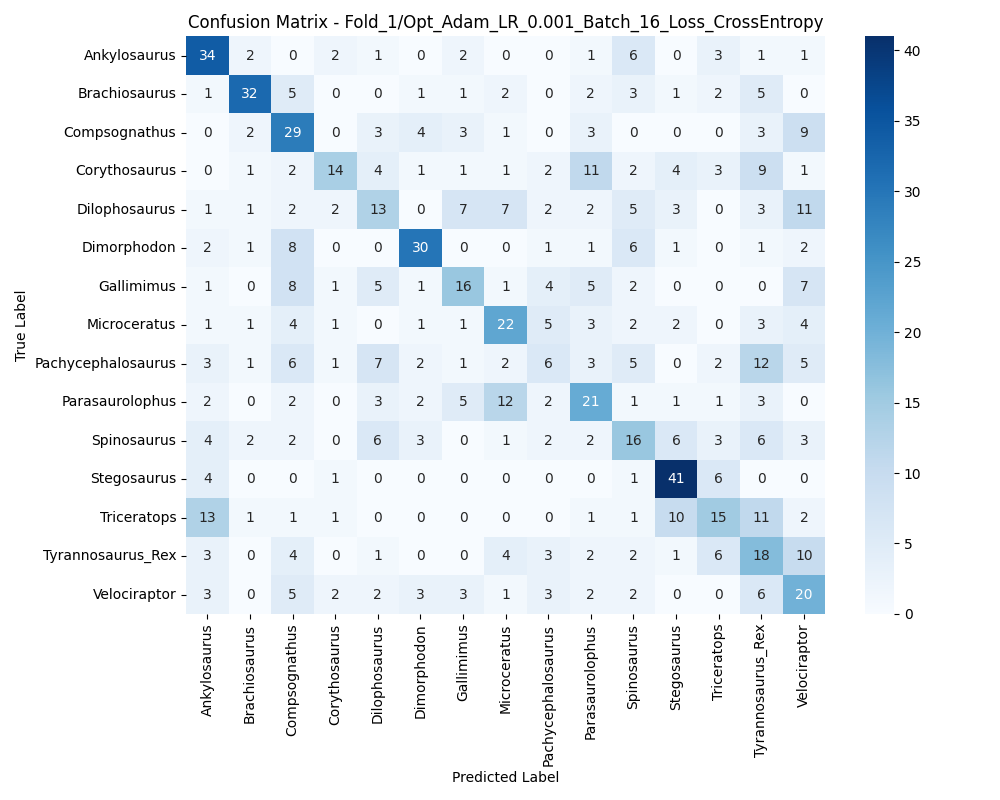 Confusion Matrix - Fold_1/Opt_Adam_LR_0.001_Batch_16_Loss_CrossEntropy
True Label
Ankylosaurus 34 2 0 2 1 0 2 0 0 1 6 0 3 1 1
Brachiosaurus 1 32 5 0 0 1 1 2 0 2 3 1 2 5 0
Compsognathus 0 2 29 0 3 4 3 1 0 3 0 0 0 3 9
Corythosaurus 0 1 2 14 4 1 1 1 2 11 2 4 3 9 1
Dilophosaurus 1 1 2 2 13 0 7 7 2 2 5 3 0 3 11
Dimorphodon 2 1 8 0 0 30 0 0 1 1 6 1 0 1 2
Gallimimus 1 0 8 1 5 1 16 1 4 5 2 0 0 0 7
Microceratus 1 1 4 1 0 1 1 22 5 3 2 2 0 3 4
Pachycephalosaurus 3 1 6 1 7 2 1 2 6 3 5 0 2 12 5
Parasaurolophus 2 0 2 0 3 2 5 12 2 21 1 1 1 3 0
Spinosaurus 4 2 2 0 6 3 0 1 2 2 16 6 3 6 3
Stegosaurus 4 0 0 1 0 0 0 0 0 0 1 41 6 0 0
Triceratops 13 1 1 1 0 0 0 0 0 1 1 10 15 11 2
Tyrannosaurus_Rex 3 0 4 0 1 0 0 4 3 2 2 1 6 18 10
Velociraptor 3 0 5 2 2 3 3 1 3 2 2 0 0 6 20
Ankylosaurus
Brachiosaurus
Compsognathus
Corythosaurus
Dilophosaurus
Dimorphodon
Gallimimus
Microceratus
Pachycephalosaurus
Parasaurolophus
Spinosaurus
Stegosaurus
Triceratops
Tyrannosaurus_Rex
Velociraptor
Predicted Label
40
35
30
25
20
15
10
5
0